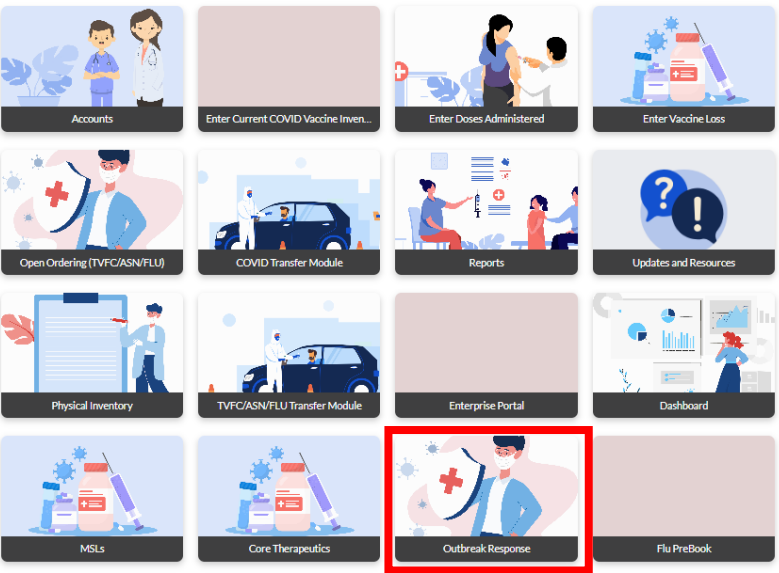 Accounts
Enter Current COVID Vaccine Inven...
Enter Doses Administered
Enter Vaccine Loss
Open Ordering (TVFC/ASN/FLU)
COVID Transfer Module
Reports
Updates and Resources
Physical Inventory
TVFC/ASN/FLU Transfer Module
Enterprise Portal
Dashboard
MSLs
Core Therapeutics
Outbreak Response
Flu PreBook